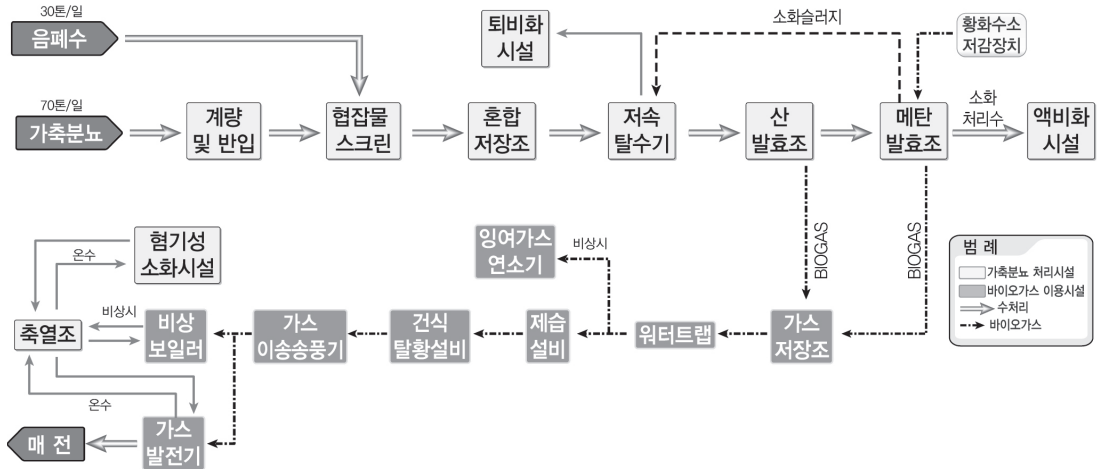 30톤/일
음폐수
70톤/일
가축분뇨
계량
및 반입
협잡물
스크린
혼합
저장조
퇴비화
시설
저속
탈수기
소화슬러지
산
발효조
메탄
발효조
황화수소
저감장치
소화
처리수
액비화
시설
BIOGAS
BIOGAS
혐기성
소화시설
온수
축열조
비상시
비상
보일러
가스
이송송풍기
건식
탈황설비
제습
설비
잉여가스
연소기
비상시
워터트랩
가스
저장조
온수
가스
발전기
매 전
범 례
가축분뇨 처리시설
바이오가스 이용시설
수처리
바이오가스